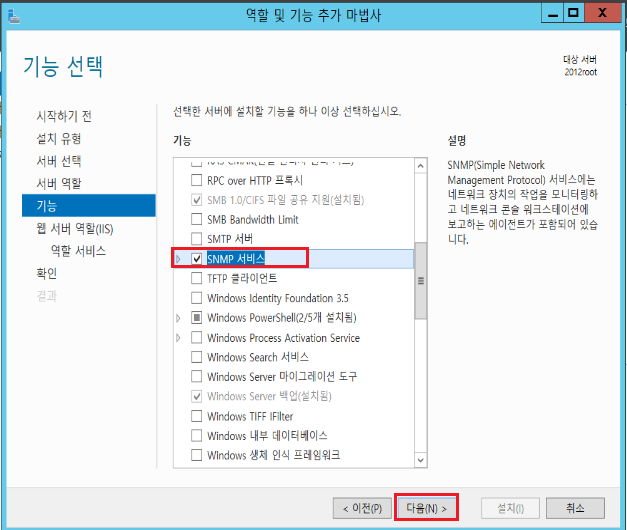 역할 및 기능 추가 마법사
기능 선택
대상 서버
2012root
시작하기 전
설치 유형
서버 선택
서버 역할
기능
웹 서버 역할(IIS)
역할 서비스
확인
결과
선택한 서버에 설치할 기능을 하나 이상 선택하십시오.
기능
RPC over HTTP 프록시
SMB 1.0/CIFS 파일 공유 지원(설치됨)
SMB Bandwidth Limit
SMTP 서버
SNMP 서비스
TFTP 클라이언트
Windows Identity Foundation 3.5
Windows PowerShell(2/5개 설치됨)
Windows Process Activation Service
Windows Search 서비스
Windows Server 마이그레이션 도구
Windows Server 백업(설치됨)
Windows TIFF IFilter
Windows 내부 데이터베이스
Windows 생체 인식 프레임워크
설명
SNMP(Simple Network
Management Protocol) 서비스에는
네트워크 장치의 작업을 모니터링하
고 네트워크 콘솔 워크스테이션에
보고하는 에이전트가 포함되어 있습
니다.
< 이전(P)
다음(N) >
설치(I)
취소